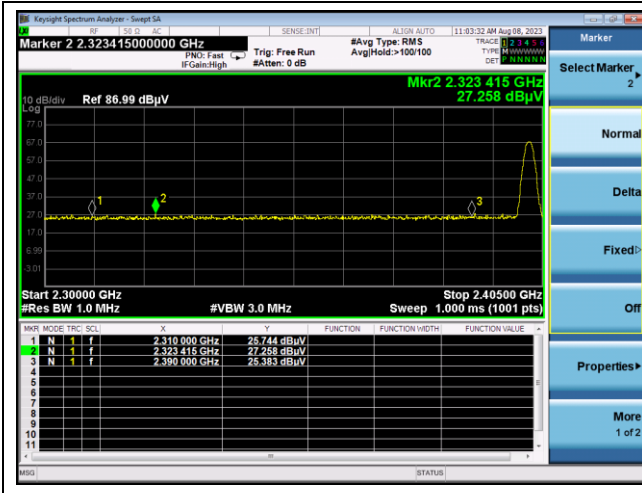 Keysight Spectrum Analyzer - Swept SA
RF 50 Ω AC SENSE:INT ALIGN AUTO 11:03:32 AM Aug 08, 2023
Marker 2 2.323415000000 GHz
PNO: Fast
IFGain:High
Trig: Free Run
#Atten: 0 dB
#Avg Type: RMS
Avg|Hold:>100/100
TRACE 1 2 3 4 5 6
TYPE M W W W W W
DET P N N N N N
Mkr2 2.323 415 GHz
27.258 dBµV
10 dB/div Ref 86.99 dBµV
Log
77.0
67.0
57.0
47.0
37.0
27.0
17.0
6.99
-3.01
1
2
3
Start 2.30000 GHz Stop 2.40500 GHz
#Res BW 1.0 MHz #VBW 3.0 MHz Sweep 1.000 ms (1001 pts)
MKR MODE TRC SCL X Y FUNCTION FUNCTION WIDTH FUNCTION VALUE
1 N 1 f 2.310 000 GHz 25.744 dBµV
2 N 1 f 2.323 415 GHz 27.258 dBµV
3 N 1 f 2.390 000 GHz 25.383 dBµV
4
5
6
7
8
9
10
11
MSG STATUS
Marker
Select Marker
2
Normal
Delta
Fixed
Off
Properties
More
1 of 2